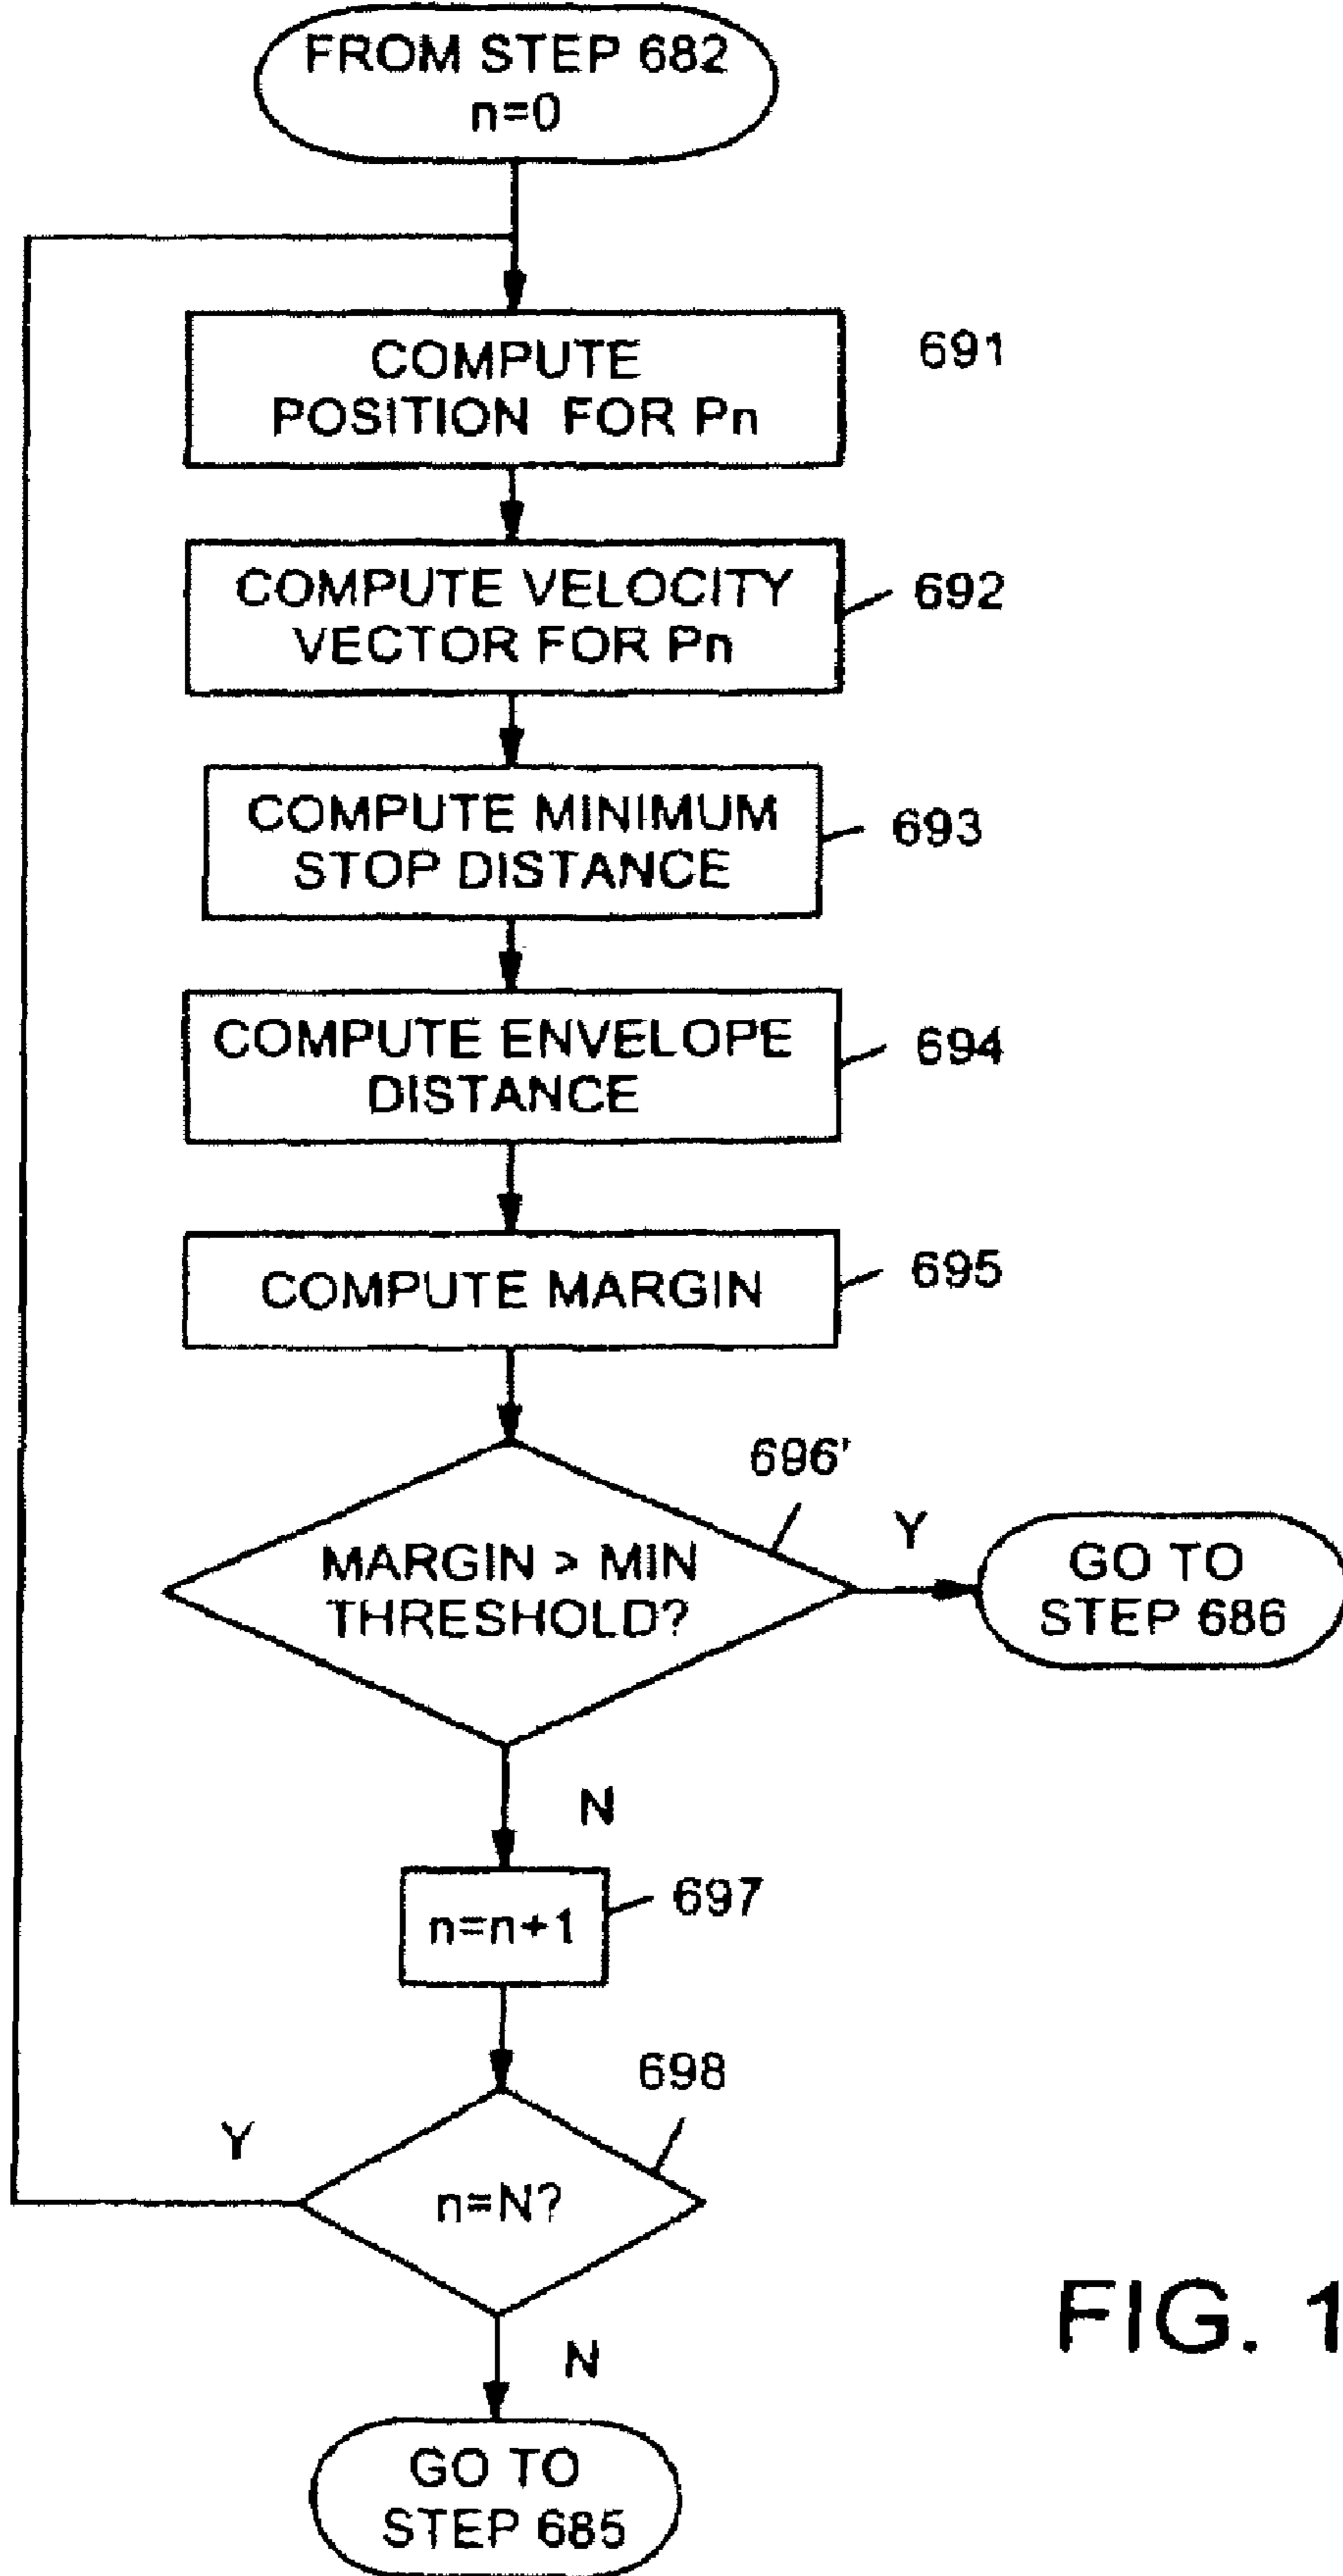 FROM STEP 682
n=0
COMPUTE
POSITION FOR Pn
691
COMPUTE VELOCITY
VECTOR FOR Pn
692
COMPUTE MINIMUM
STOP DISTANCE
693
COMPUTE ENVELOPE
DISTANCE
694
COMPUTE MARGIN
695
696'
MARGIN > MIN
THRESHOLD?
Y
GO TO
STEP 686
N
n=n+1
697
698
Y
n=N?
N
FIG. 1
GO TO
STEP 685